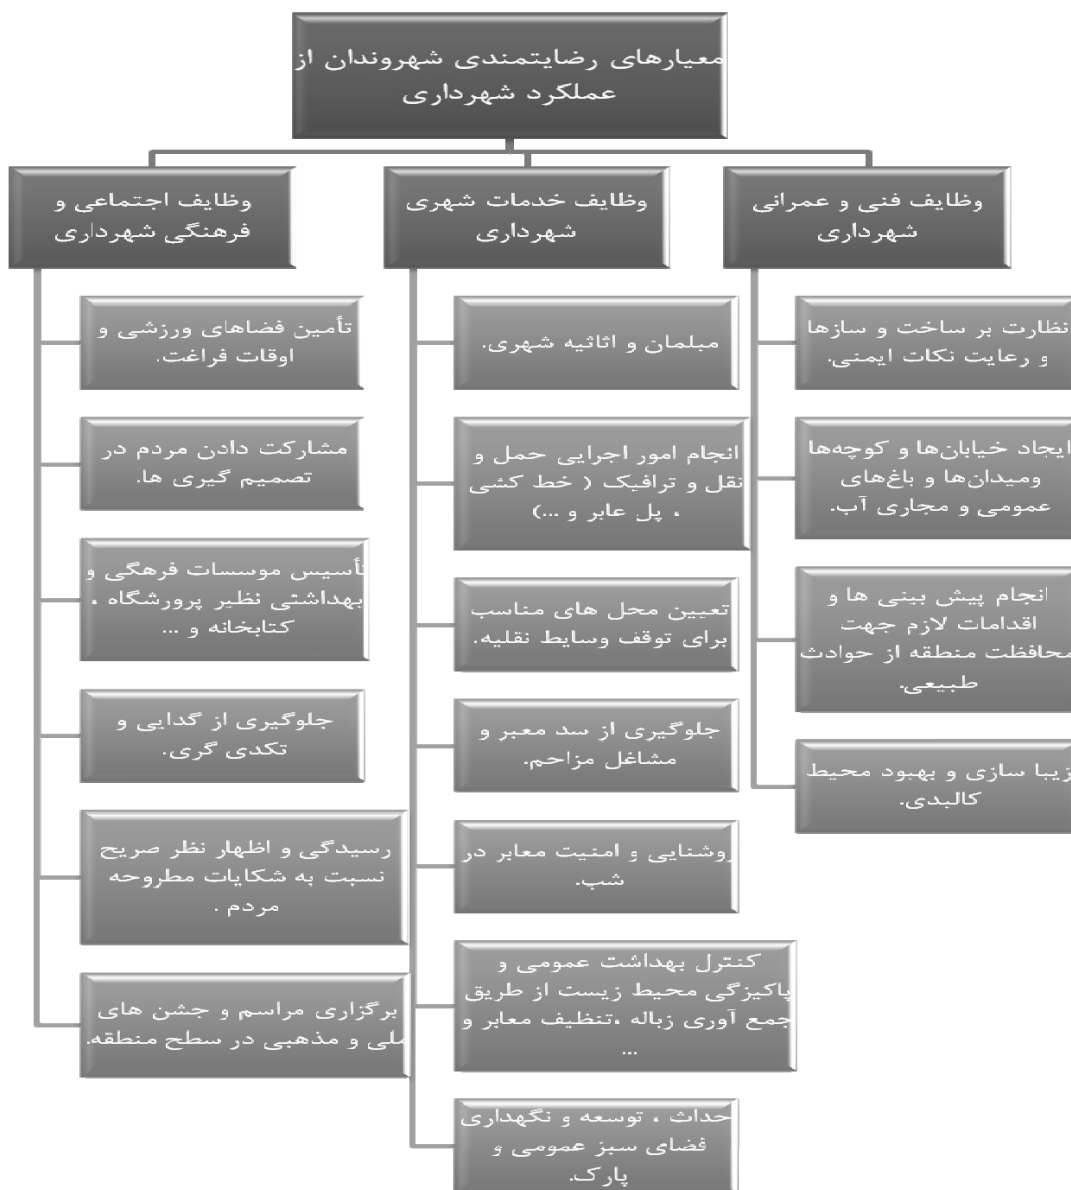 معیارهای رضایتمندی شهروندان از
عملکرد شهرداری
وظایف فنی و عمرانی
شهرداری
نظارت بر ساخت و سازها
و رعایت نکات ایمنی.
ایجاد خیابان‌ها و کوچه‌ها
ومیدان‌ها و باغ‌های
عمومی و مجاری آب.
انجام پیش بینی ها و
اقدامات لازم جهت
محافظت منطقه از حوادث
طبیعی.
زیبا سازی و بهبود محیط
کالبدی.
وظایف خدمات شهری
شهرداری
مبلمان و اثاثیه شهری.
انجام امور اجرایی حمل و
نقل و ترافیک ( خط کشی
، پل عابر و ...)
تعیین محل های مناسب
برای توقف وسایط نقلیه.
جلوگیری از سد معبر و
مشاغل مزاحم.
روشنایی و امنیت معابر در
شب.
کنترل بهداشت عمومی و
پاکیزگی محیط زیست از طریق
جمع آوری زباله ،تنظیف معابر و
...
احداث ، توسعه و نگهداری
فضای سبز عمومی و
پارک.
وظایف اجتماعی و
فرهنگی شهرداری
تأمین فضاهای ورزشی و
اوقات فراغت.
مشارکت دادن مردم در
تصمیم گیری ها.
تأسیس موسسات فرهنگی و
بهداشتی نظیر پرورشگاه ،
کتابخانه و ...
جلوگیری از گدایی و
تکدی گری.
رسیدگی و اظهار نظر صریح
نسبت به شکایات مطروحه
مردم .
برگزاری مراسم و جشن های
ملی و مذهبی در سطح منطقه.